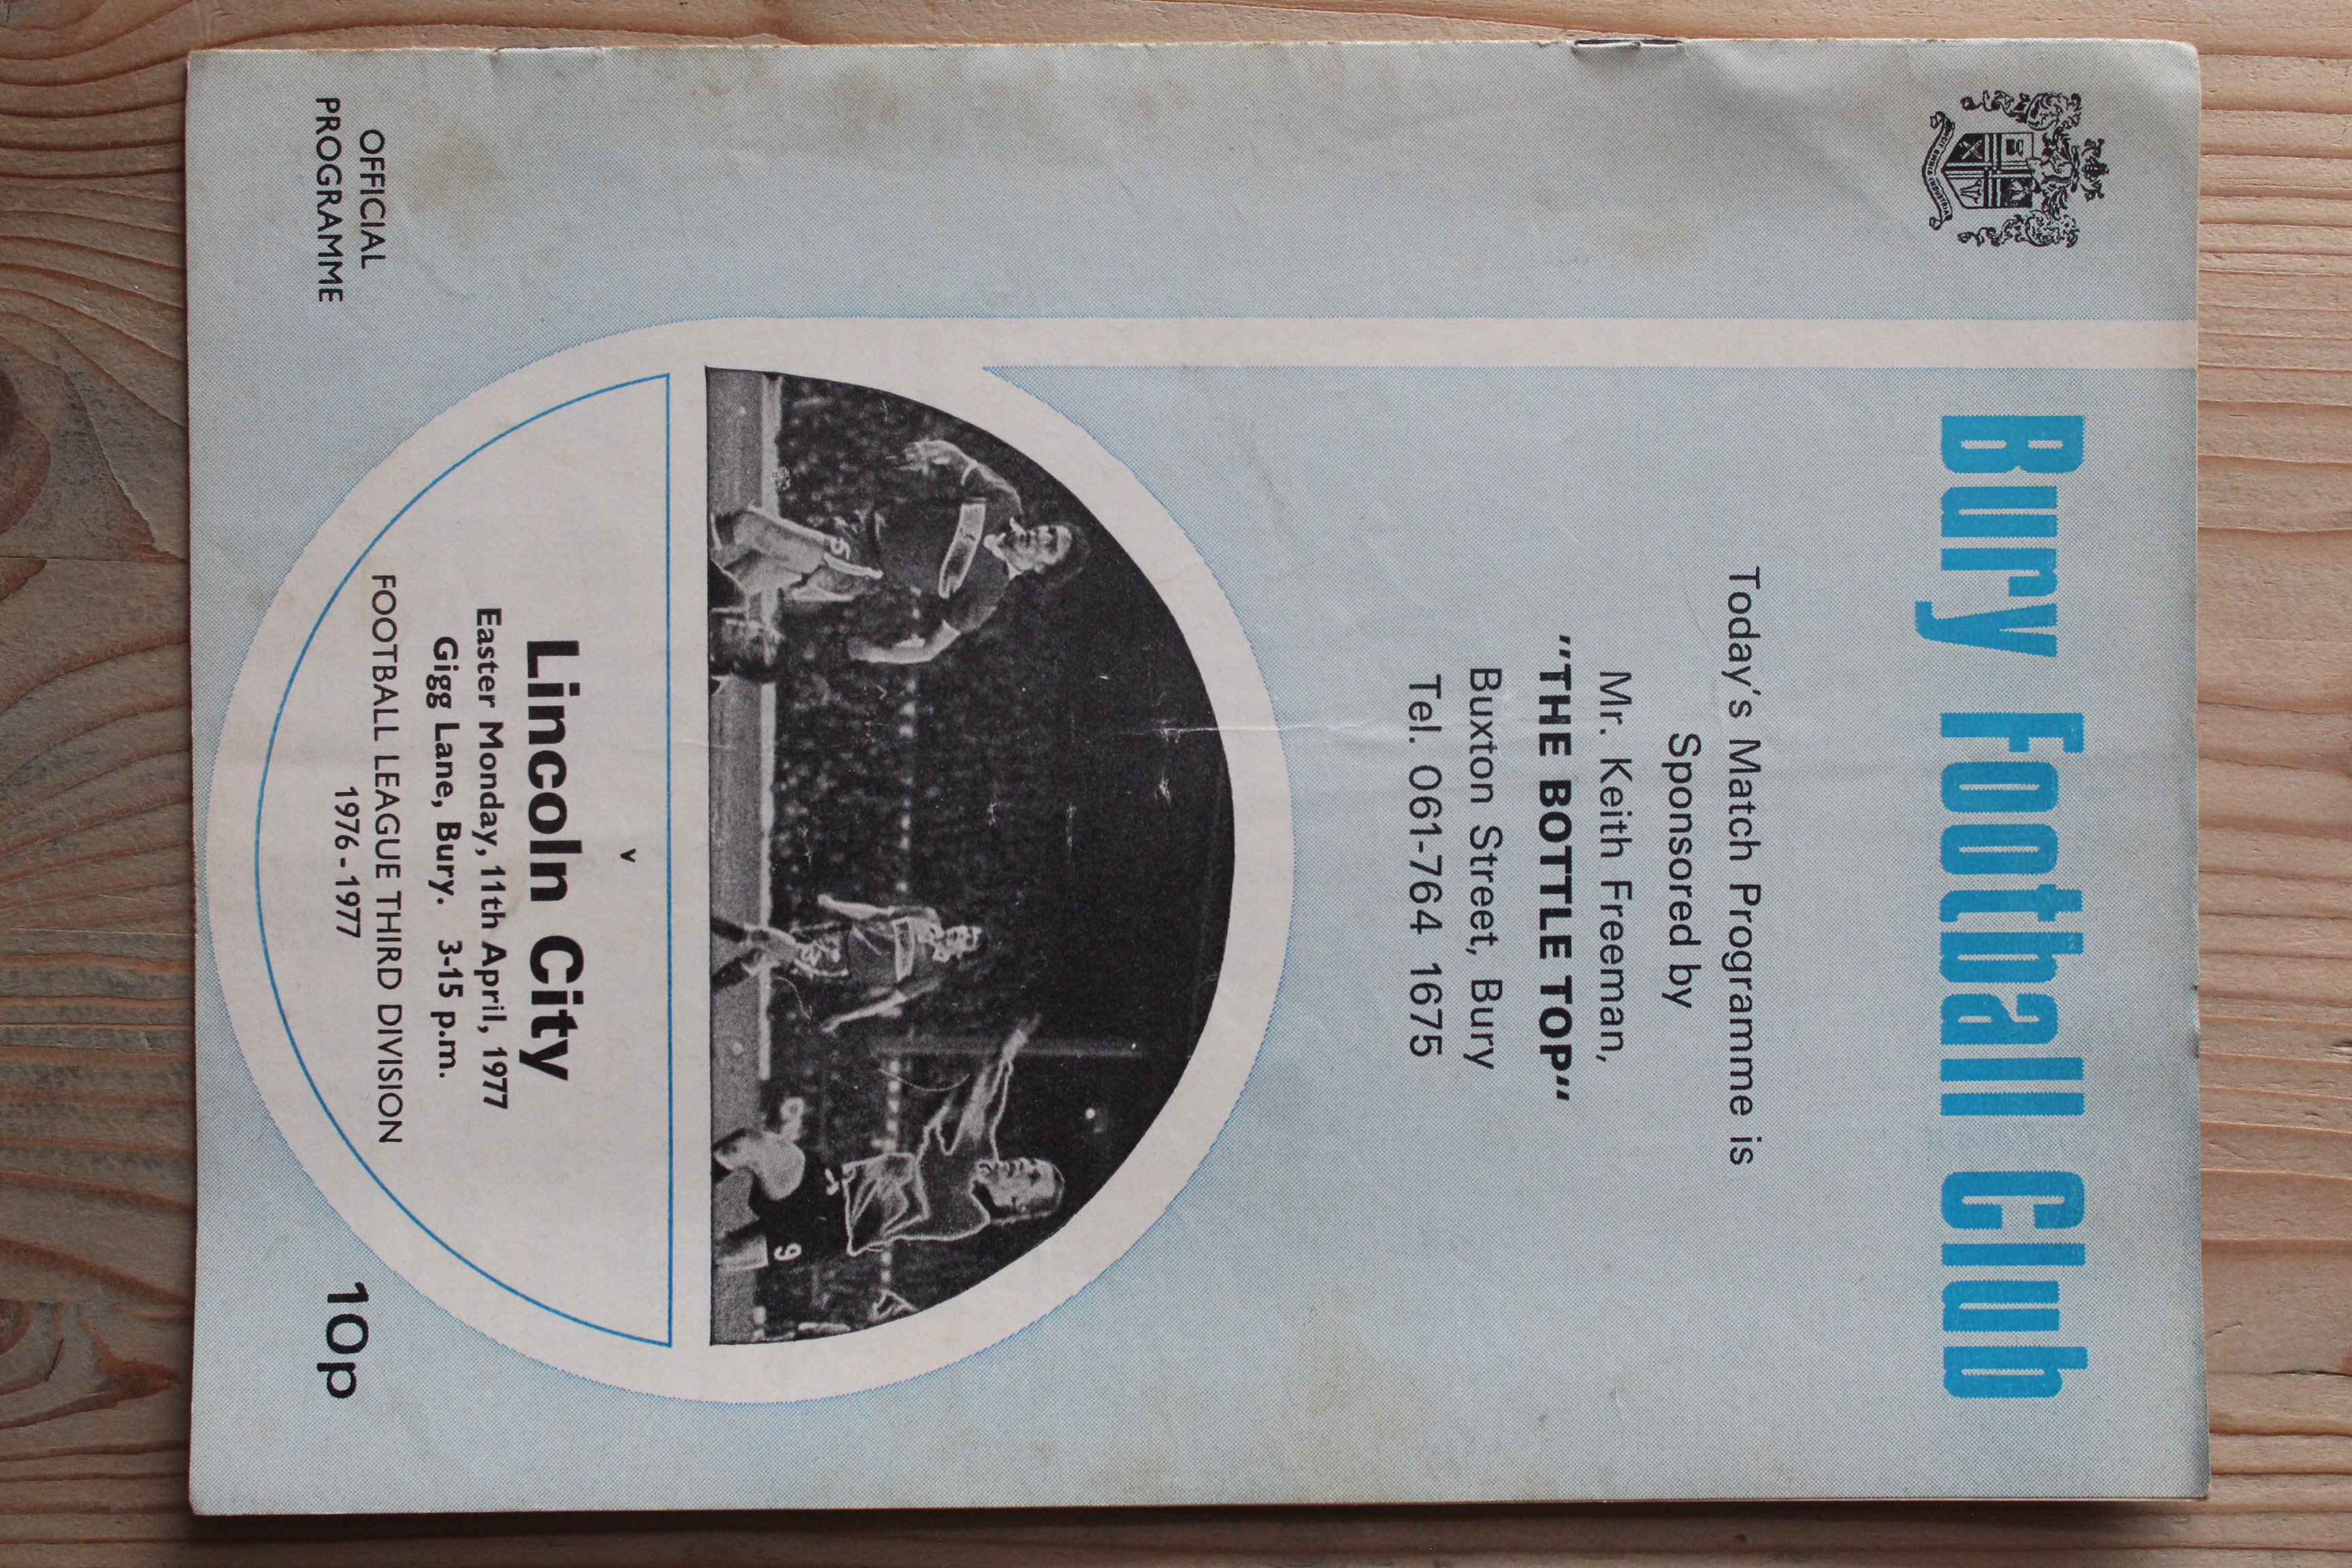 Bury Football Club
Today's Match Programme is
Sponsored by
Mr. Keith Freeman,
"THE BOTTLE TOP"
Buxton Street, Bury
Tel. 061-764 1675
9
v
Lincoln City
Easter Monday, 11th April, 1977
Gigg Lane, Bury. 3-15 p.m.
FOOTBALL LEAGUE THIRD DIVISION
1976-1977
OFFICIAL
PROGRAMME
10p